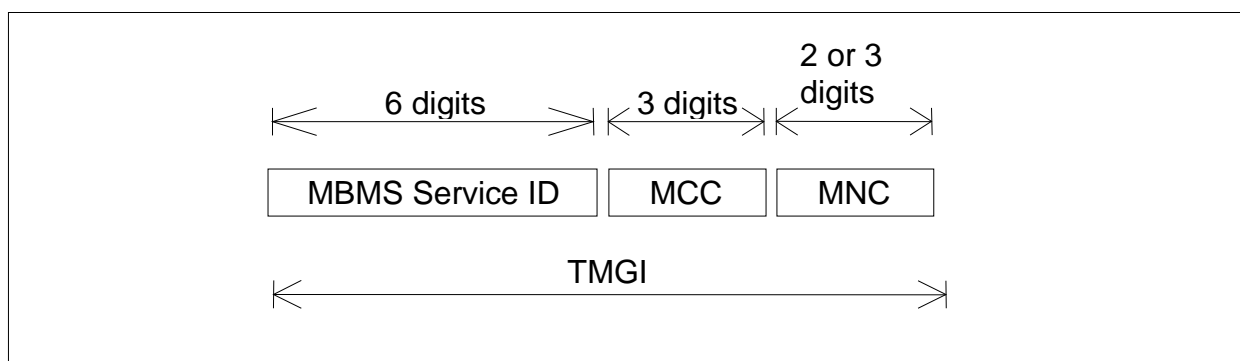 6 digits
3 digits
2 or 3
digits
MBMS Service ID
MCC
MNC
TMGI